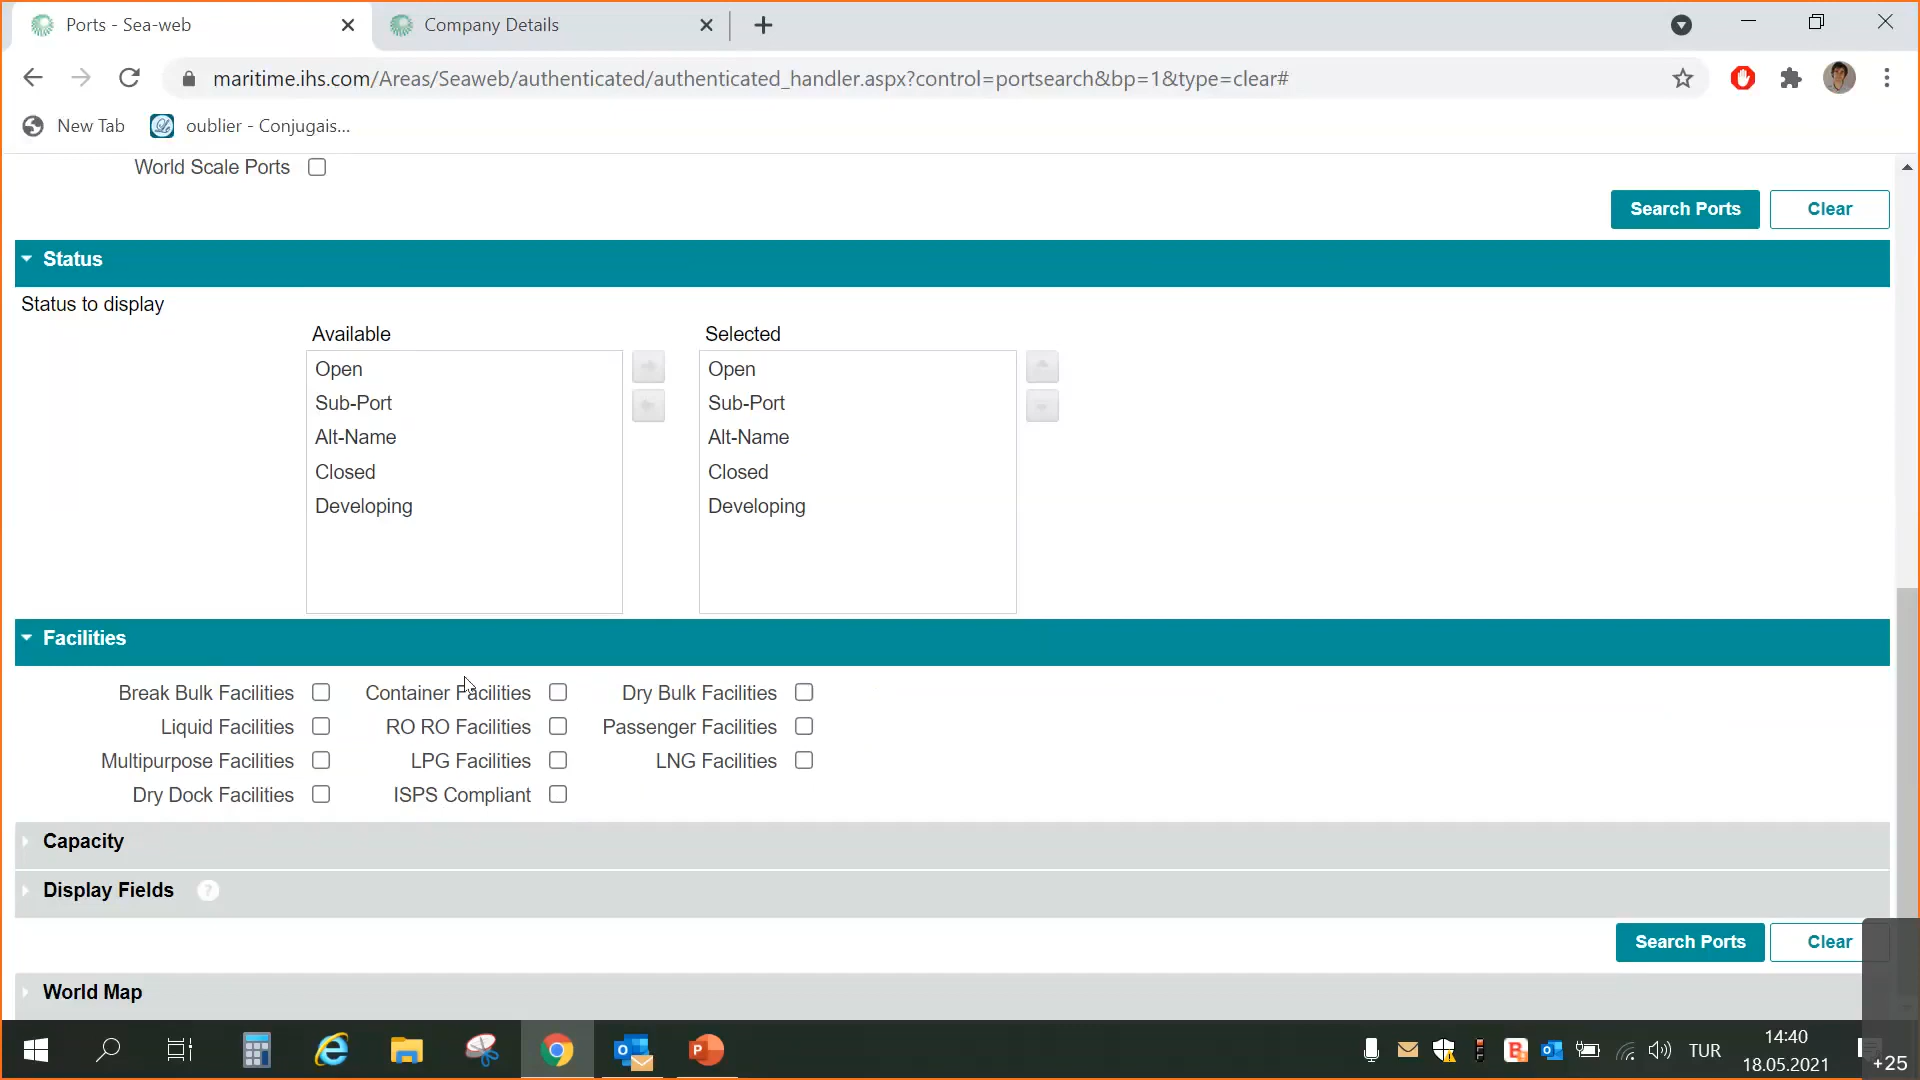 Ports - Sea-web
Company Details
maritime.ihs.com/Areas/Seaweb/authenticated/authenticated_handler.aspx?control=portsearch&bp=1&type=clear#
New Tab
oublier - Conjugais...
World Scale Ports
Search Ports
Clear
Status
Status to display
Available
Selected
Open
Sub-Port
Alt-Name
Closed
Developing
Open
Sub-Port
Alt-Name
Closed
Developing
Facilities
Break Bulk Facilities
Container Facilities
Dry Bulk Facilities
Liquid Facilities
RO RO Facilities
Passenger Facilities
Multipurpose Facilities
LPG Facilities
LNG Facilities
Dry Dock Facilities
ISPS Compliant
Capacity
Display Fields ?
Search Ports
Clear
World Map
TUR
14:40
18.05.2021
+25